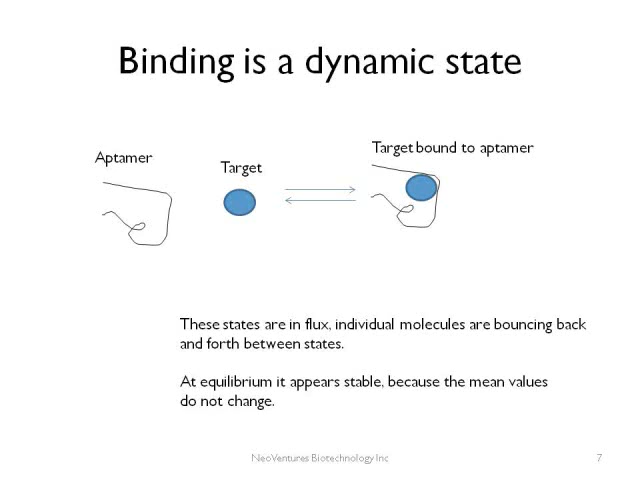 Binding is a dynamic state
Aptamer
Target
Target bound to aptamer
These states are in flux, individual molecules are bouncing back
and forth between states.
At equilibrium it appears stable, because the mean values
do not change.
NeoVentures Biotechnology Inc
7